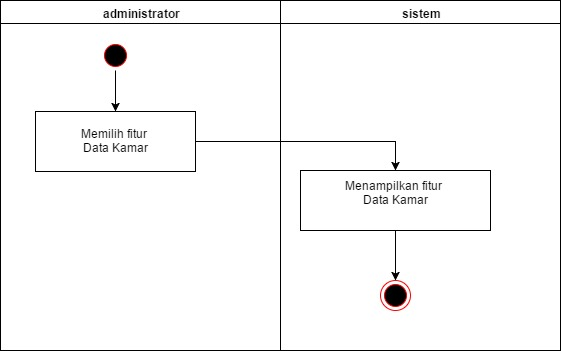 administrator
sistem
Memilih fitur
Data Kamar
Menampilkan fitur
Data Kamar